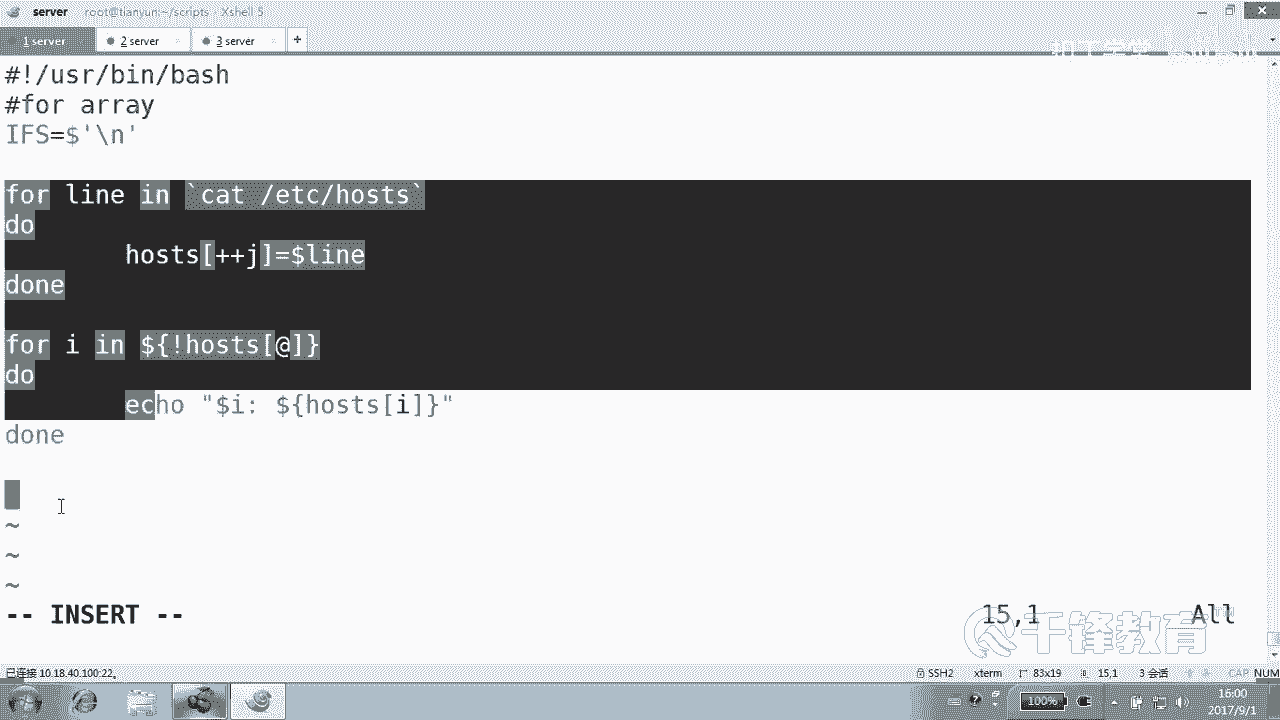 server root@tianyun:~/scripts - Xshell 5
1 server 2 server 3 server +
#!/usr/bin/bash
#for array
IFS=$'\n'
for line in `cat /etc/hosts`
do
hosts[++j]=$line
done
for i in ${!hosts[@]}
do
echo "$i: ${hosts[i]}"
done
~
~
~
-- INSERT -- 15,1 All
千锋教育
已连接 10.18.40.100:22。 SSH2 xterm 83x19 15,1 3 会话 CAP NUM
100% 16:00
2017/9/1